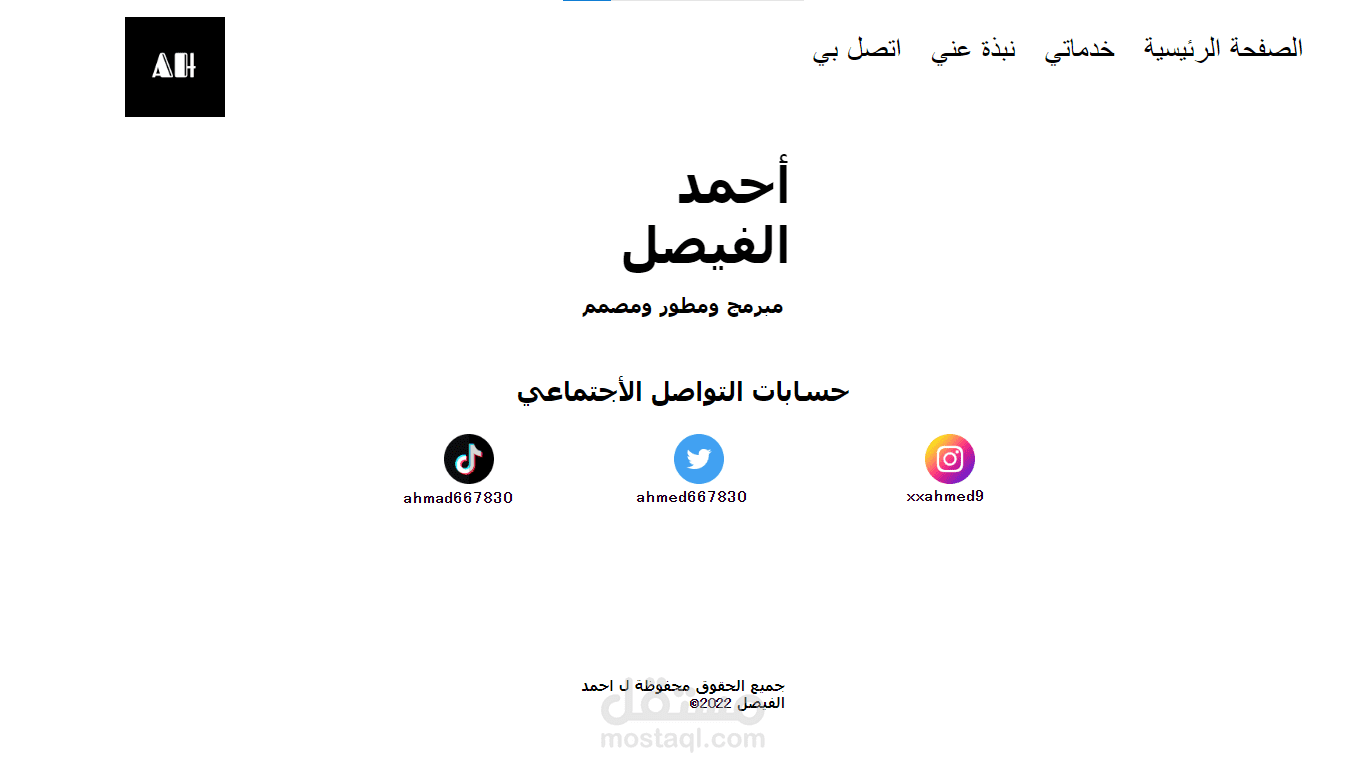 الصفحة الرئيسية خدماتي نبذة عني اتصل بي
AH
أحمد
الفيصل
مبرمج ومطور ومصمم
حسابات التواصل الأجتماعي
xxahmed9 ahmed667830 ahmad667830
جميع الحقوق محفوظة ل احمد
الفيصل 2022©
مستقل
mostaql.com